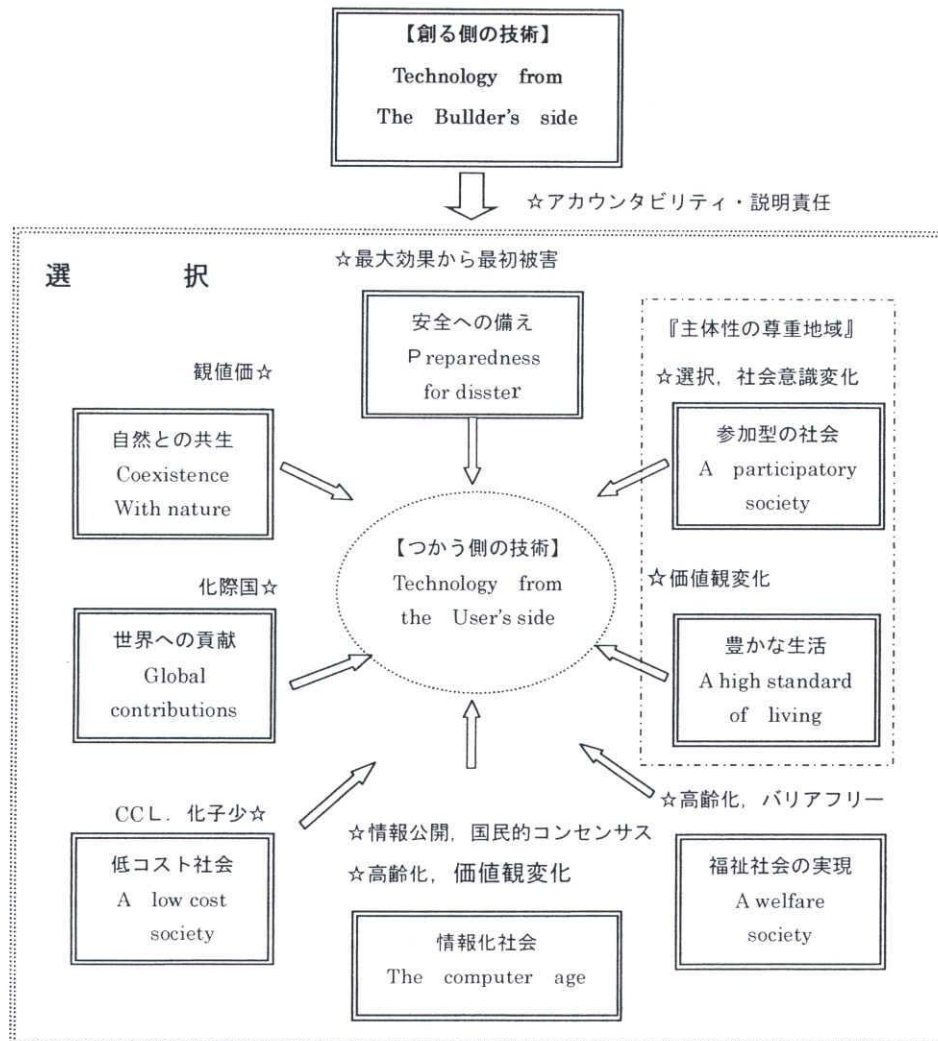 【創る側の技術】
Technology from
The Bullder's side
☆アカウンタビリティ・説明責任
選 択
☆最大効果から最初被害
安全への備え
Preparedness
for disster
『主体性の尊重地域』
観値価☆
☆選択，社会意識変化
自然との共生
Coexistence
With nature
参加型の社会
A participatory
society
【つかう側の技術】
Technology from
the User's side
化際国☆
☆価値観変化
世界への貢献
Global
contributions
豊かな生活
A high standard
of living
CCL．化子少☆
☆高齢化，バリアフリー
低コスト社会
A low cost
society
☆情報公開，国民的コンセンサス
☆高齢化，価値観変化
情報化社会
The computer age
福祉社会の実現
A welfare
society